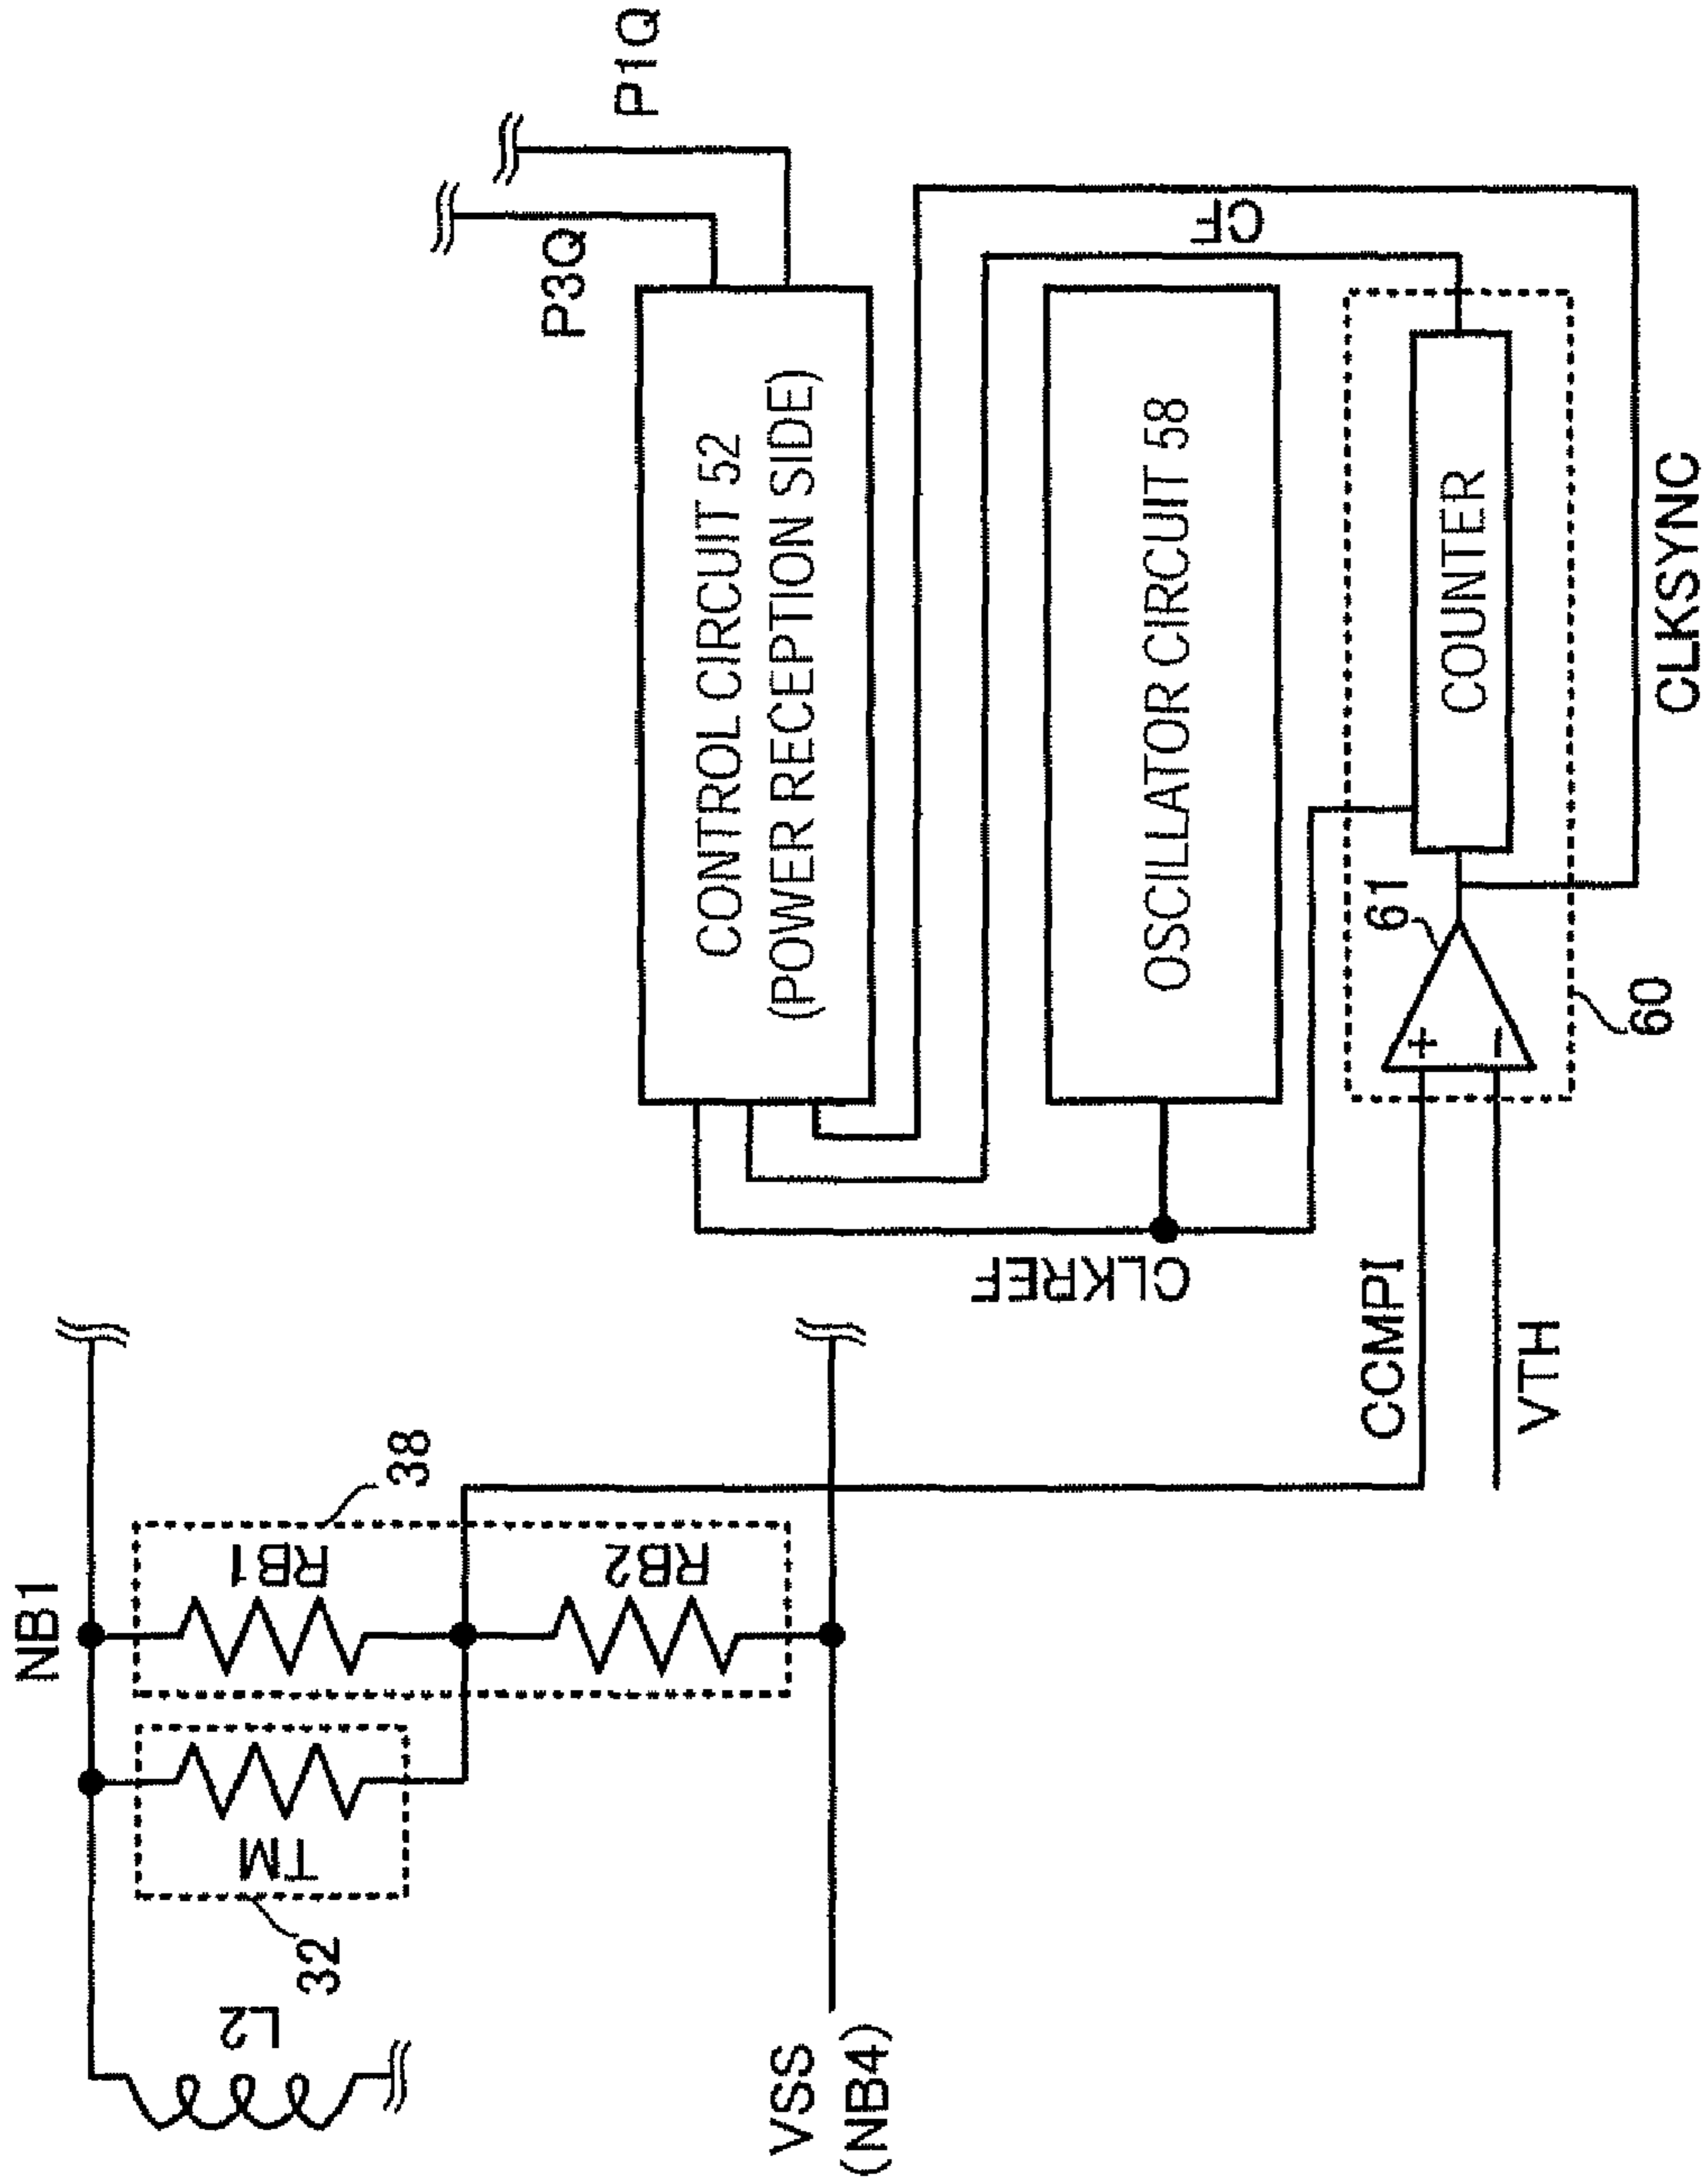 NB1
L2
TM
RB1
32
38
RB2
VSS
(NB4)
P3Q
P1Q
CONTROL CIRCUIT 52
(POWER RECEPTION SIDE)
CLKREF
OSCILLATOR CIRCUIT 58
CF
CCMPI
61
COUNTER
VTH
60
CLKSYNC